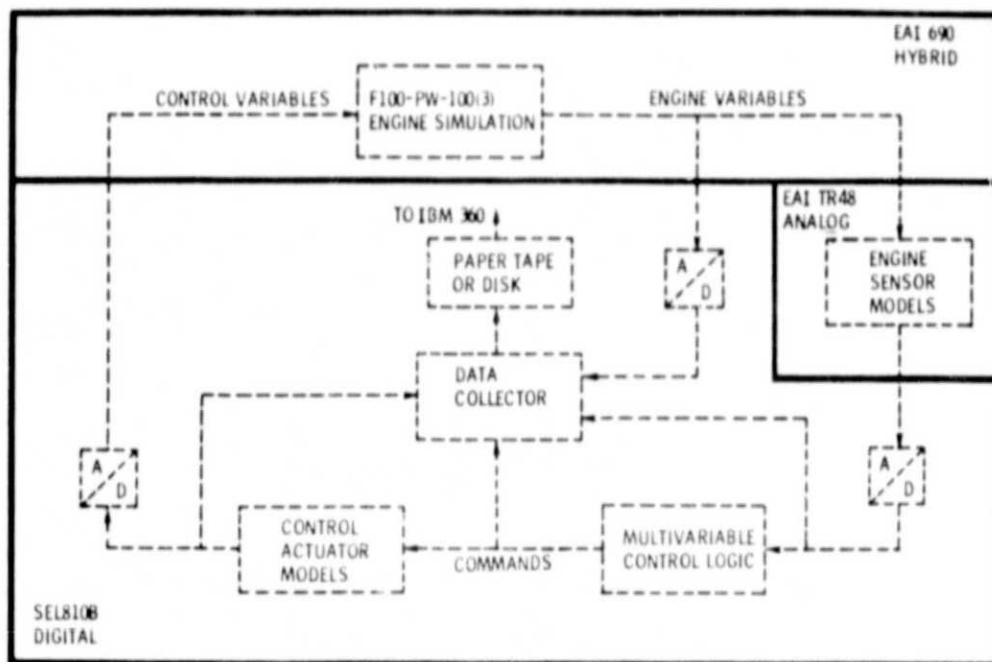 EAI 690
HYBRID
CONTROL VARIABLES
F100-PW-100(3)
ENGINE SIMULATION
ENGINE VARIABLES
EAI TR48
ANALOG
TO IBM 360
PAPER TAPE
OR DISK
A
D
ENGINE
SENSOR
MODELS
DATA
COLLECTOR
A
D
A
D
CONTROL
ACTUATOR
MODELS
COMMANDS
MULTIVARIABLE
CONTROL LOGIC
SEL810B
DIGITAL